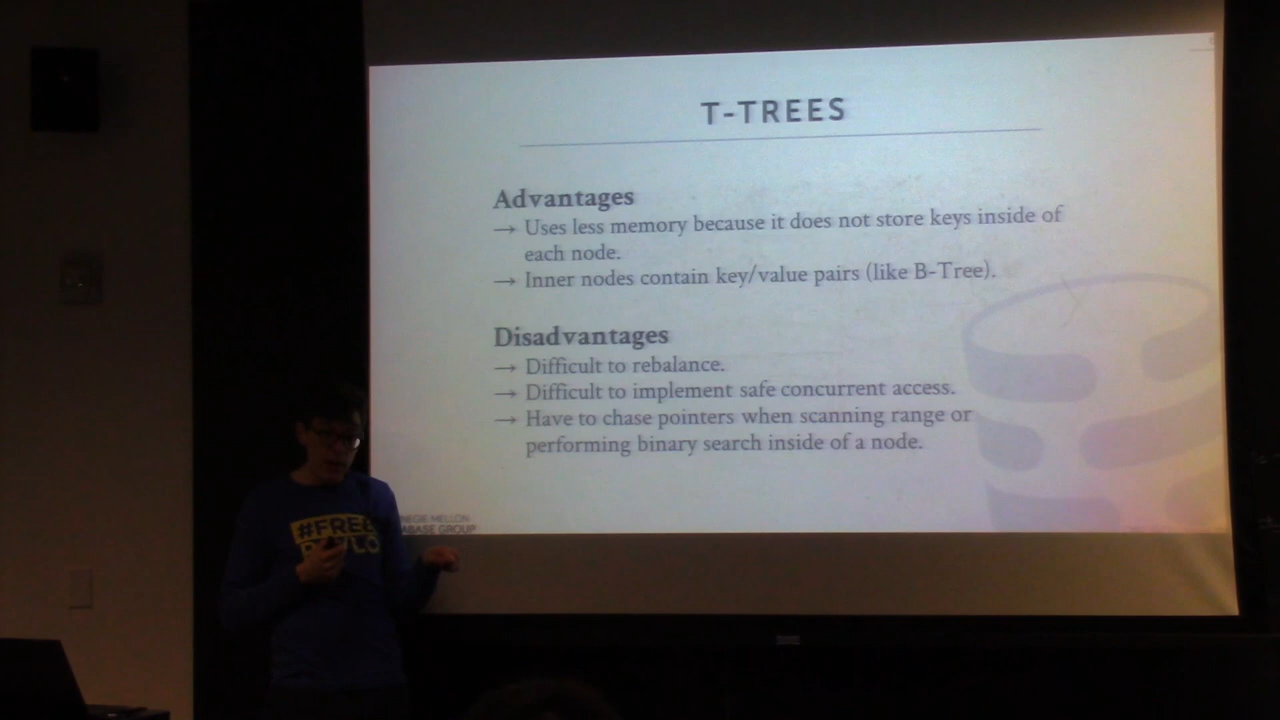 T-TREES
Advantages
→ Uses less memory because it does not store keys inside of
each node.
→ Inner nodes contain key/value pairs (like B-Tree).
Disadvantages
→ Difficult to rebalance.
→ Difficult to implement safe concurrent access.
→ Have to chase pointers when scanning range or
performing binary search inside of a node.
MELLON
GROUP
#FREE